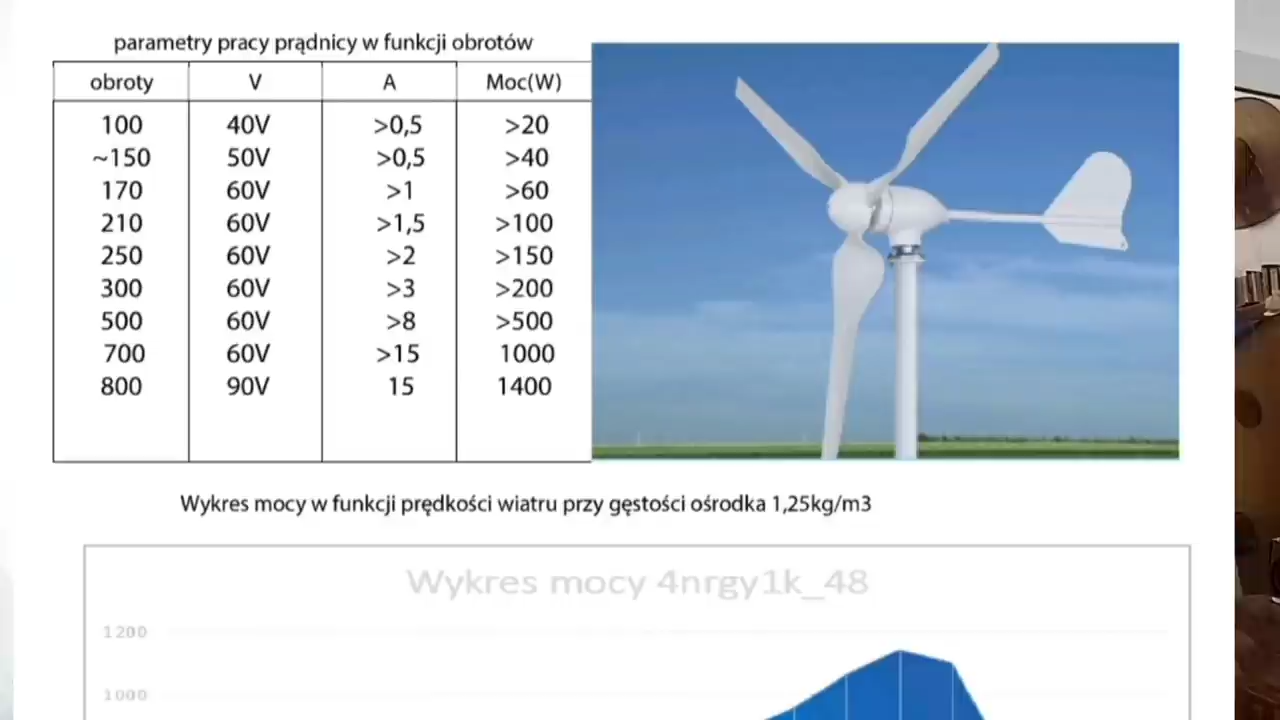 parametry pracy prądnicy w funkcji obrotów
obroty V A Moc(W)
100 40V >0,5 >20
~150 50V >0,5 >40
170 60V >1 >60
210 60V >1,5 >100
250 60V >2 >150
300 60V >3 >200
500 60V >8 >500
700 60V >15 1000
800 90V 15 1400
Wykres mocy w funkcji prędkości wiatru przy gęstości ośrodka 1,25kg/m3
Wykres mocy 4nrgy1k_48
1200
1000